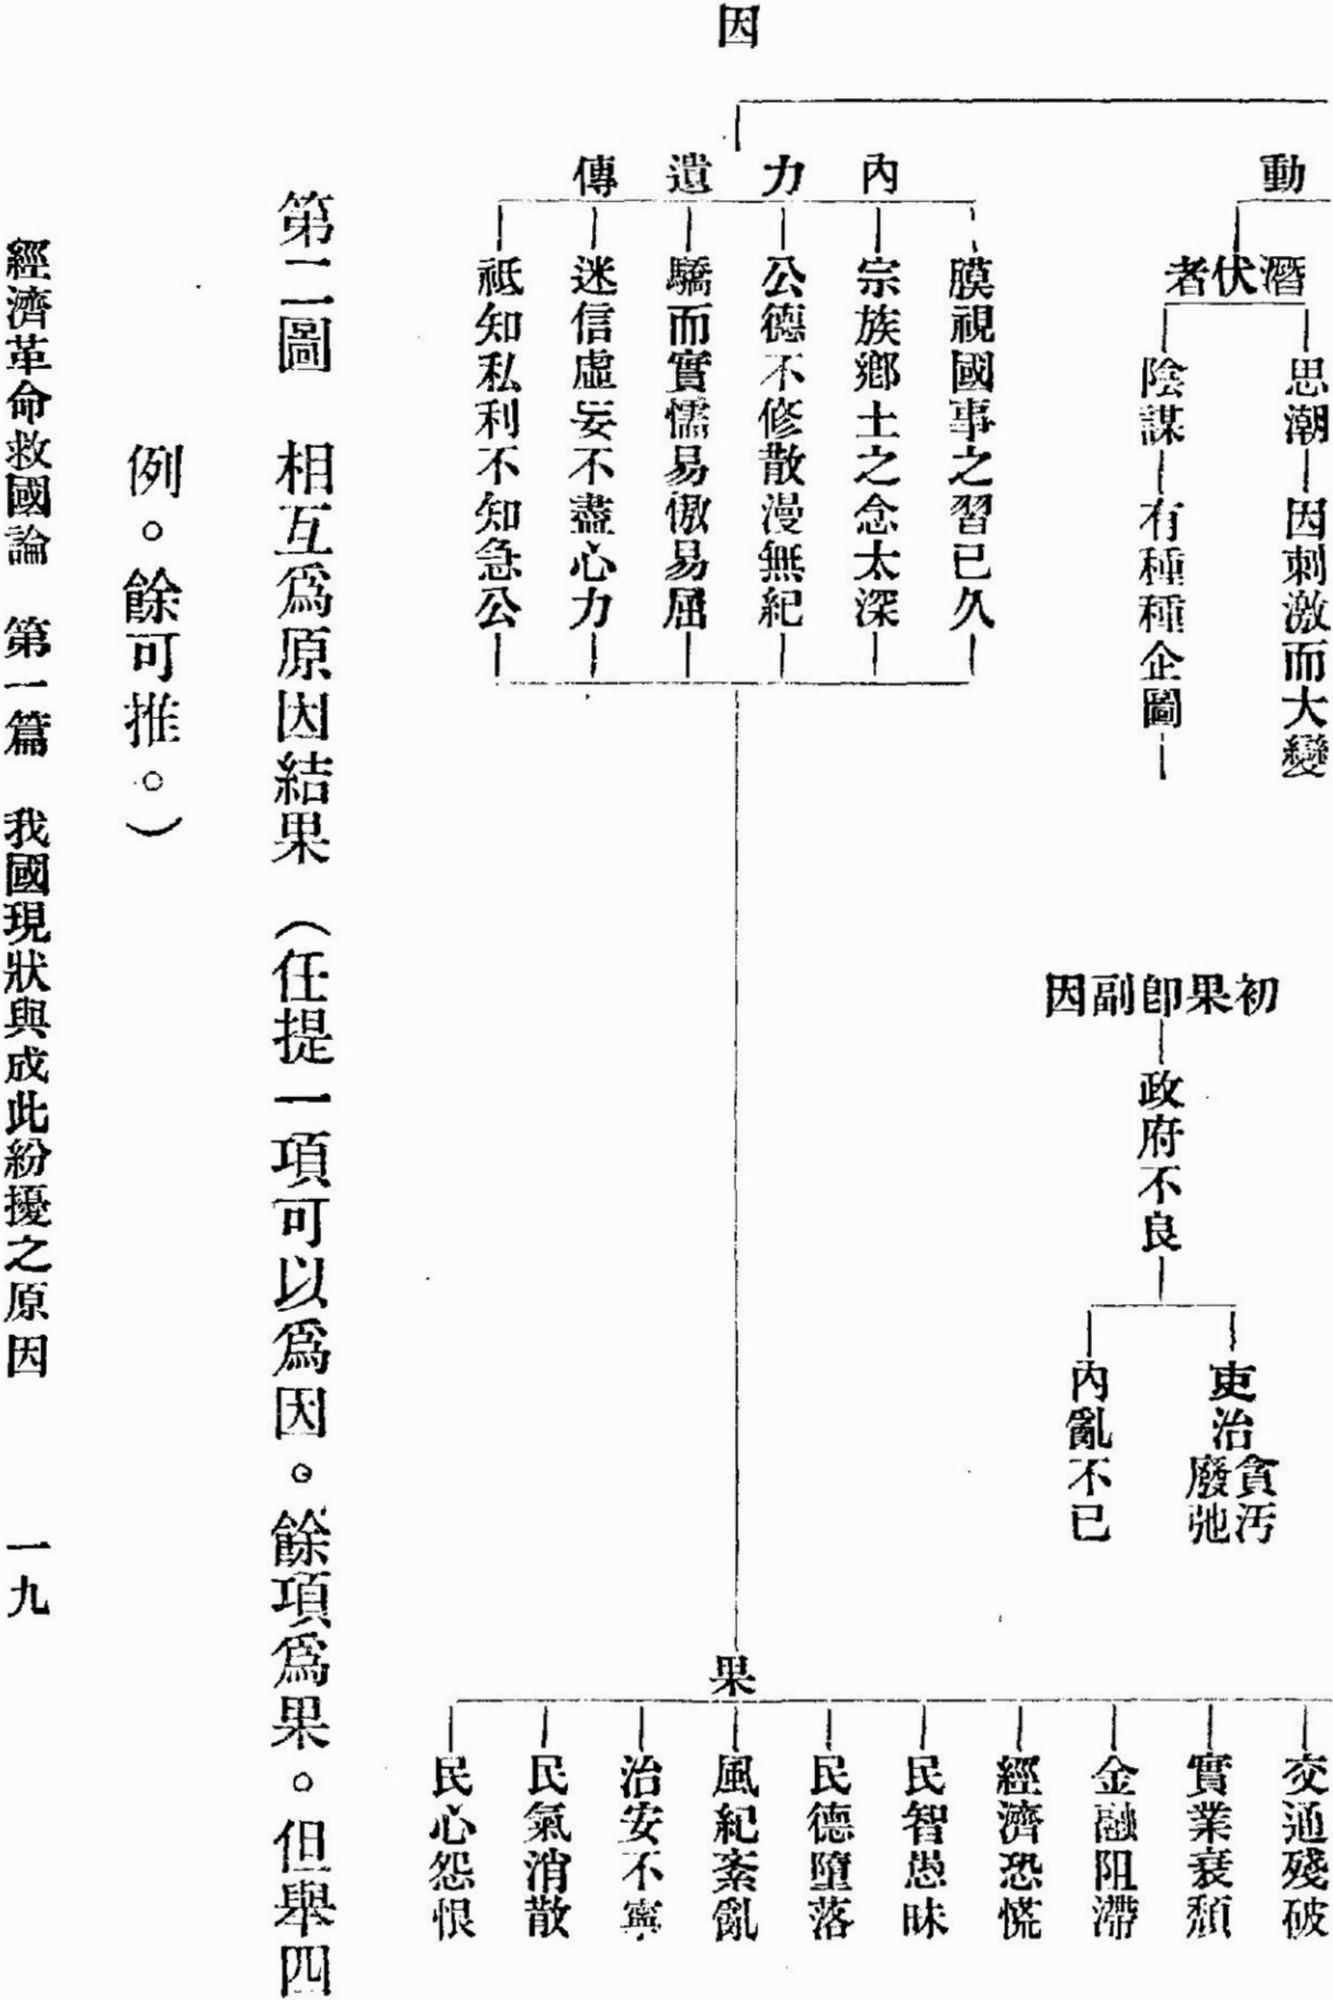 因
動
潛伏者
思潮—因刺激而大變
陰謀—有種種企圖—
內力遺傳
膜視國事之習已久
宗族鄉土之念太深
公德不修散漫無紀
驕而實懦易傲易屈
迷信虛妄不盡心力
祗知私利不知急公
初果卽副因
政府不良
吏治貪汚廢弛
內亂不已
果
交通殘破
實業衰頹
金融阻滯
經濟恐慌
民智愚昧
民德墮落
風紀紊亂
治安不寧
民氣消散
民心怨恨
第二圖　相互爲原因結果（任提一項可以爲因。餘項爲果。但舉四
例。餘可推。）
經濟革命救國論　第一篇　我國現狀與成此紛擾之原因　一九